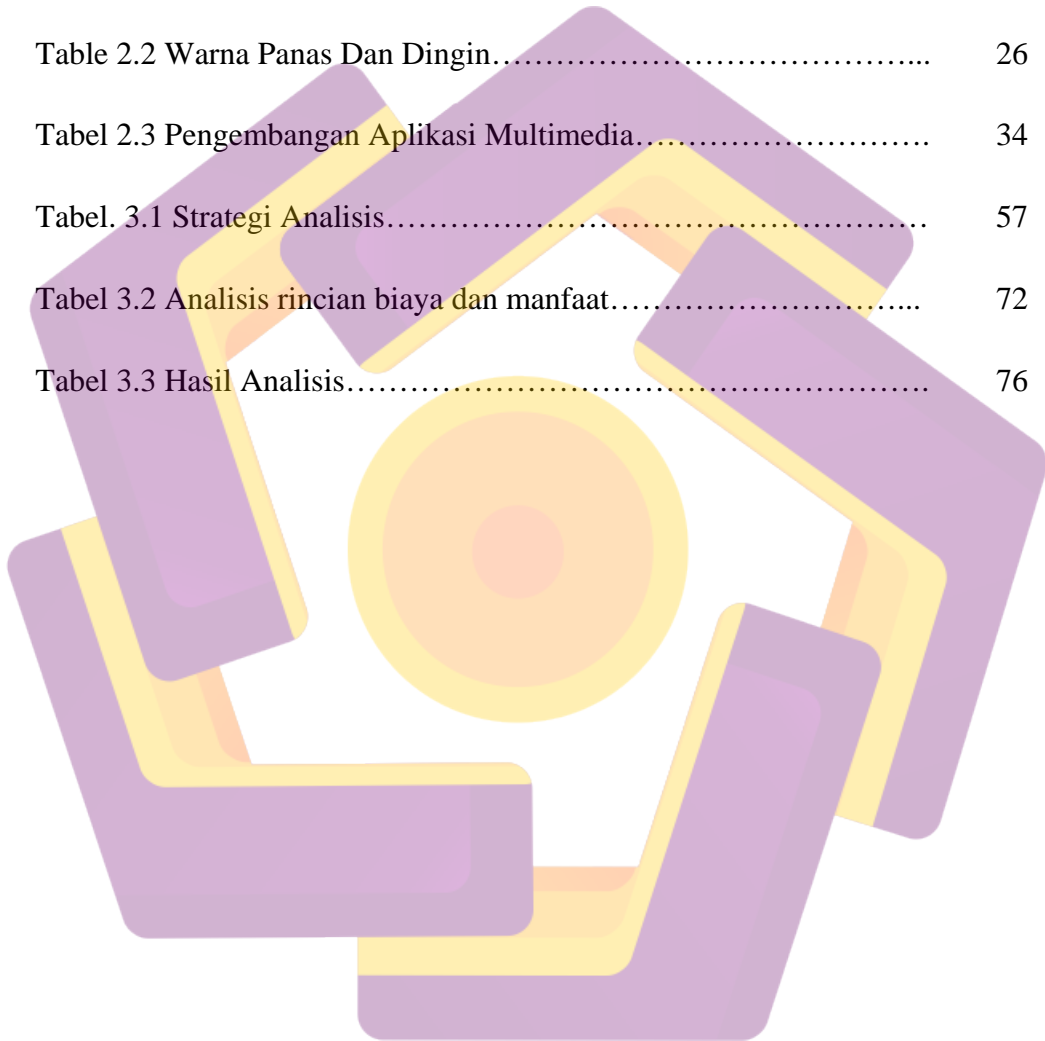 Table 2.2 Warna Panas Dan Dingin…………………………………... 26
Tabel 2.3 Pengembangan Aplikasi Multimedia………………………. 34
Tabel. 3.1 Strategi Analisis…………………………………………… 57
Tabel 3.2 Analisis rincian biaya dan manfaat……………………….. 72
Tabel 3.3 Hasil Analisis………………………………………………. 76